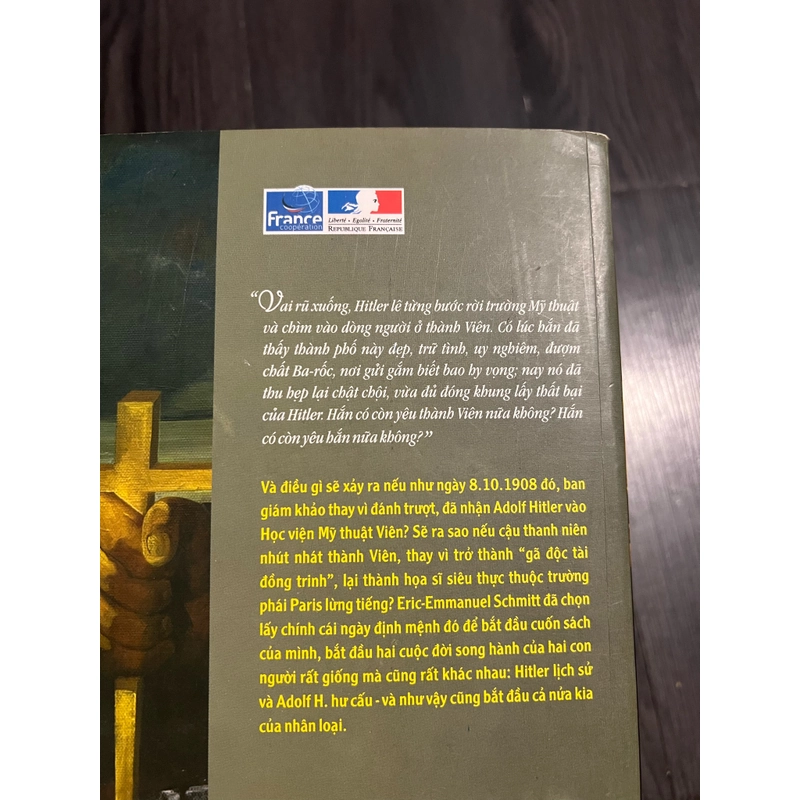 France
coopération
Liberté • Egalité • Fraternité
REPUBLIQUE FRANÇAISE
"Vai rũ xuống, Hitler lê từng bước rời trường Mỹ thuật
và chìm vào dòng người ở thành Viên. Có lúc hắn đã
thấy thành phố này đẹp, trữ tình, uy nghiêm, đượm
chất Ba-rốc, nơi gửi gắm biết bao hy vọng; nay nó đã
thu hẹp lại chật chội, vừa đủ đóng khung lấy thất bại
của Hitler. Hắn có còn yêu thành Viên nữa không? Hắn
có còn yêu hắn nữa không?"
Và điều gì sẽ xảy ra nếu như ngày 8.10.1908 đó, ban
giám khảo thay vì đánh trượt, đã nhận Adolf Hitler vào
Học viện Mỹ thuật Viên? Sẽ ra sao nếu cậu thanh niên
nhút nhát thành Viên, thay vì trở thành "gã độc tài
đồng trinh", lại thành họa sĩ siêu thực thuộc trường
phái Paris lừng tiếng? Eric-Emmanuel Schmitt đã chọn
lấy chính cái ngày định mệnh đó để bắt đầu cuốn sách
của mình, bắt đầu hai cuộc đời song hành của hai con
người rất giống mà cũng rất khác nhau: Hitler lịch sử
và Adolf H. hư cấu - và như vậy cũng bắt đầu cả nửa kia
của nhân loại.